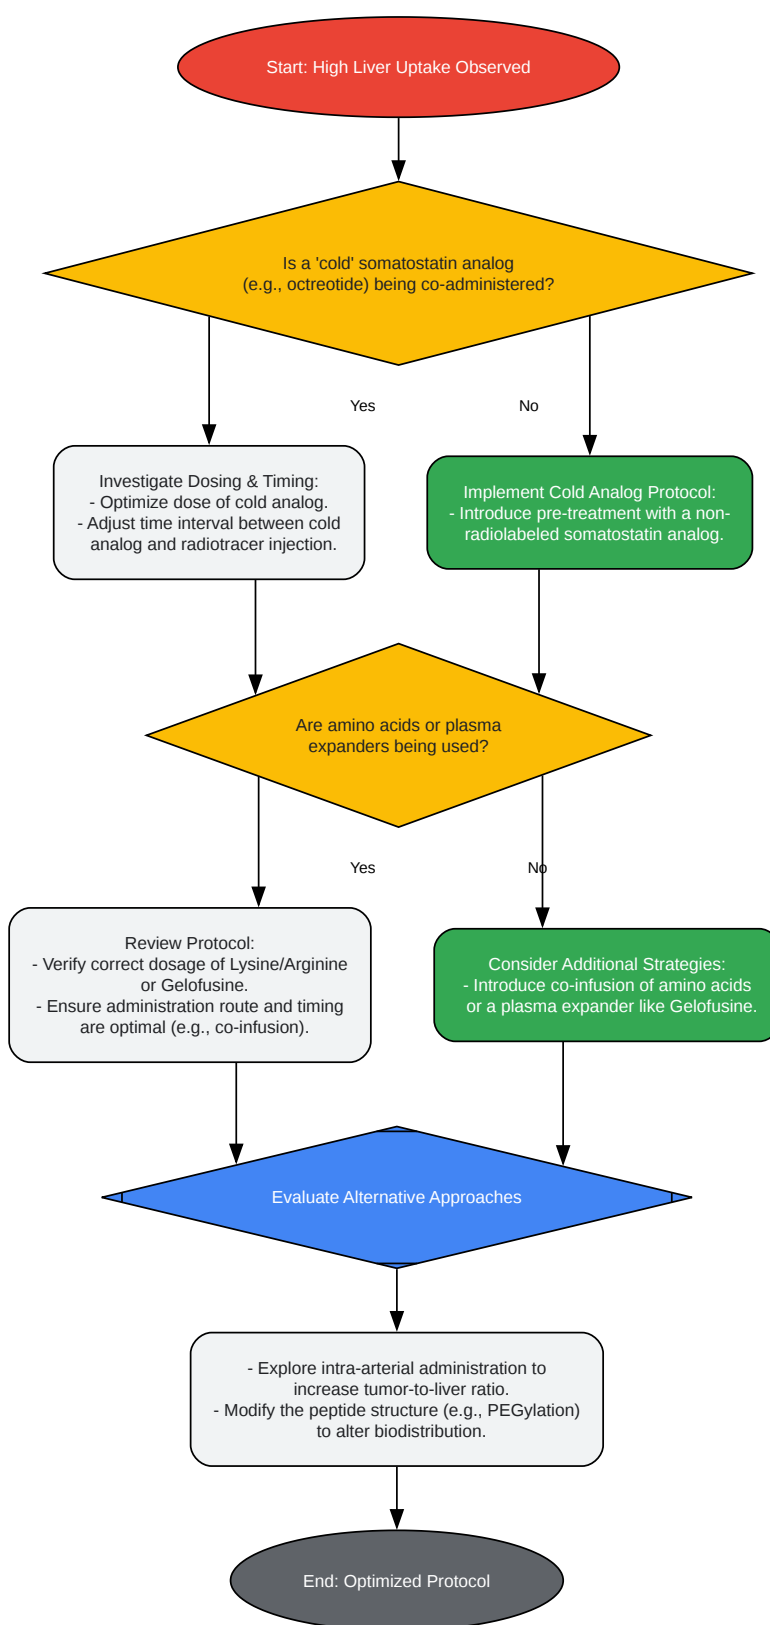 Start: High Liver Uptake Observed
Is a 'cold' somatostatin analog
(e.g., octreotide) being co-administered?
Yes
No
Investigate Dosing & Timing:
- Optimize dose of cold analog.
- Adjust time interval between cold
analog and radiotracer injection.
Implement Cold Analog Protocol:
- Introduce pre-treatment with a non-
radiolabeled somatostatin analog.
Are amino acids or plasma
expanders being used?
Yes
No
Review Protocol:
- Verify correct dosage of Lysine/Arginine
or Gelofusine.
- Ensure administration route and timing
are optimal (e.g., co-infusion).
Consider Additional Strategies:
- Introduce co-infusion of amino acids
or a plasma expander like Gelofusine.
Evaluate Alternative Approaches
- Explore intra-arterial administration to
increase tumor-to-liver ratio.
- Modify the peptide structure (e.g., PEGylation)
to alter biodistribution.
End: Optimized Protocol